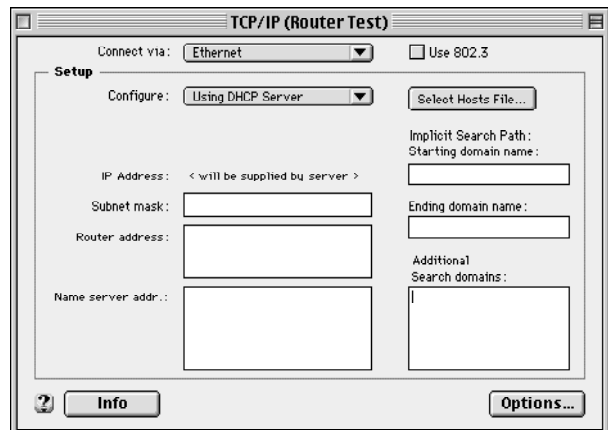 TCP/IP (Router Test)
Connect via: Ethernet
Use 802.3
Setup
Configure: Using DHCP Server
Select Hosts File...
Implicit Search Path:
Starting domain name:
IP Address: < will be supplied by server >
Subnet mask:
Ending domain name:
Router address:
Additional
Search domains:
Name server addr.:
?
Info
Options...